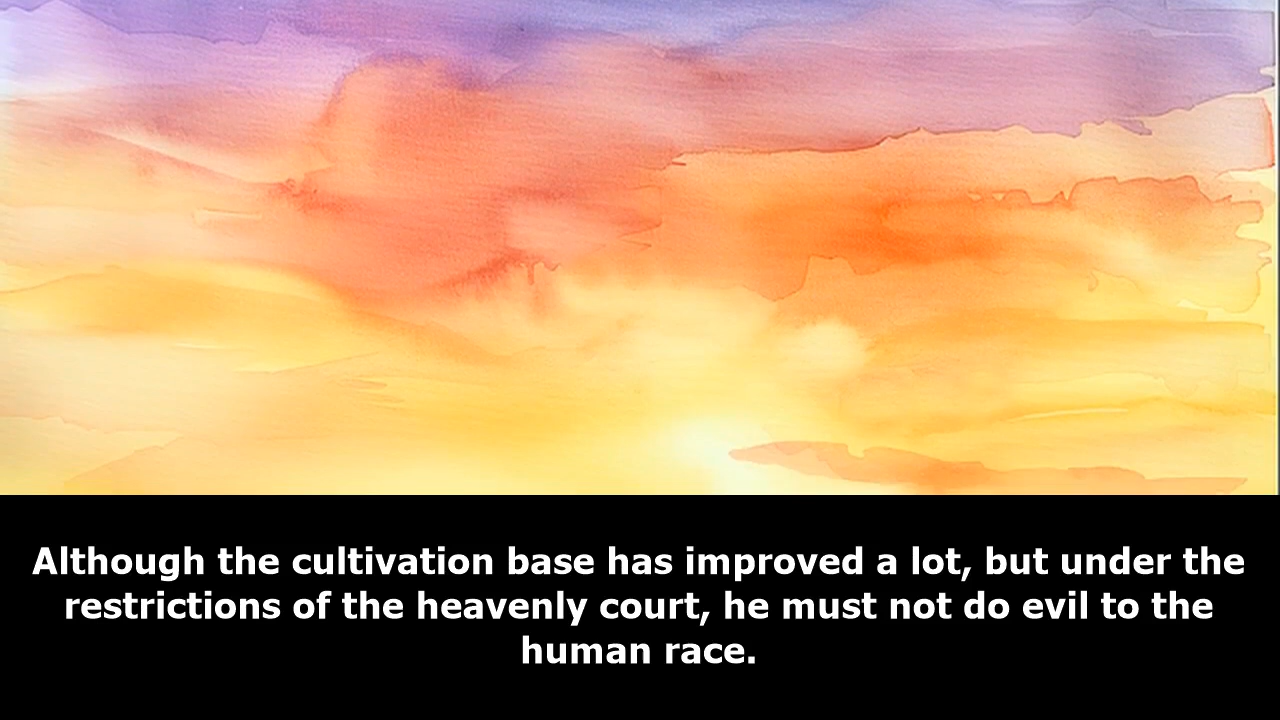 Although the cultivation base has improved a lot, but under the
restrictions of the heavenly court, he must not do evil to the
human race.